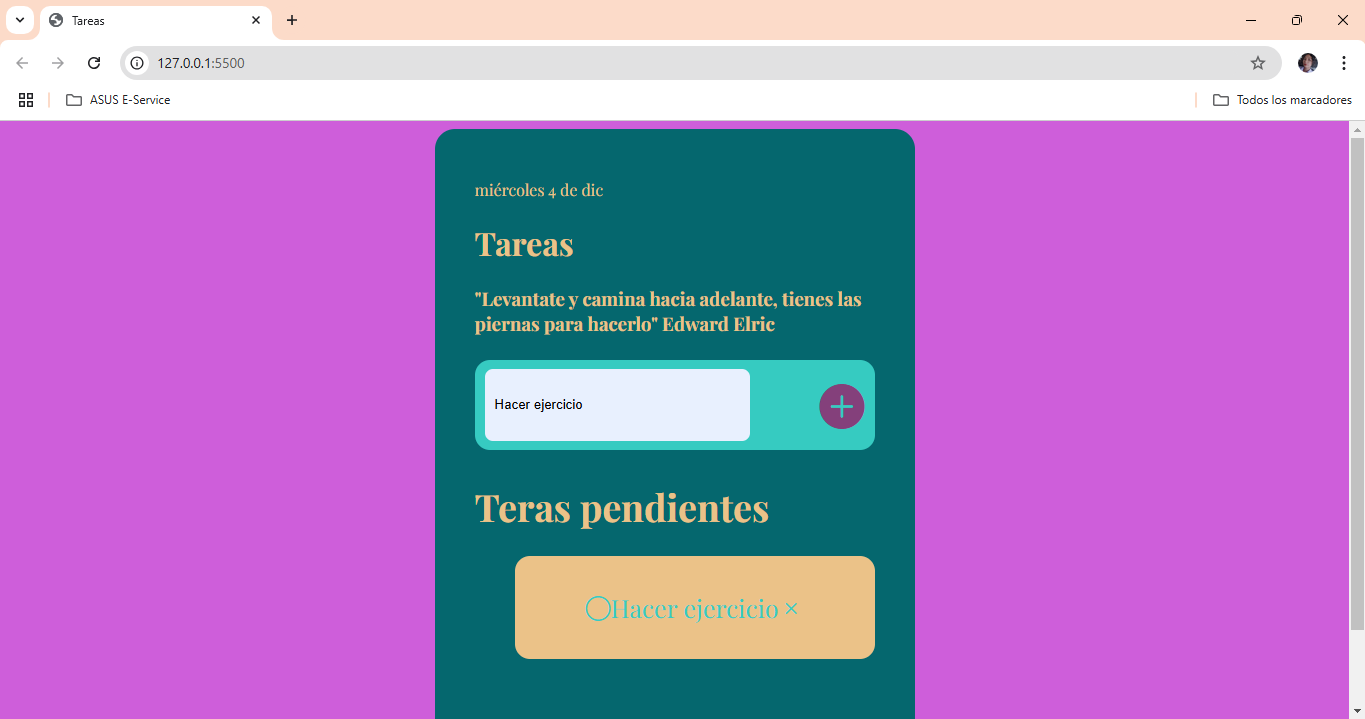 Tareas
127.0.0.1:5500
ASUS E-Service
Todos los marcadores
miércoles 4 de dic
Tareas
"Levantate y camina hacia adelante, tienes las
piernas para hacerlo" Edward Elric
Hacer ejercicio
Teras pendientes
Hacer ejercicio